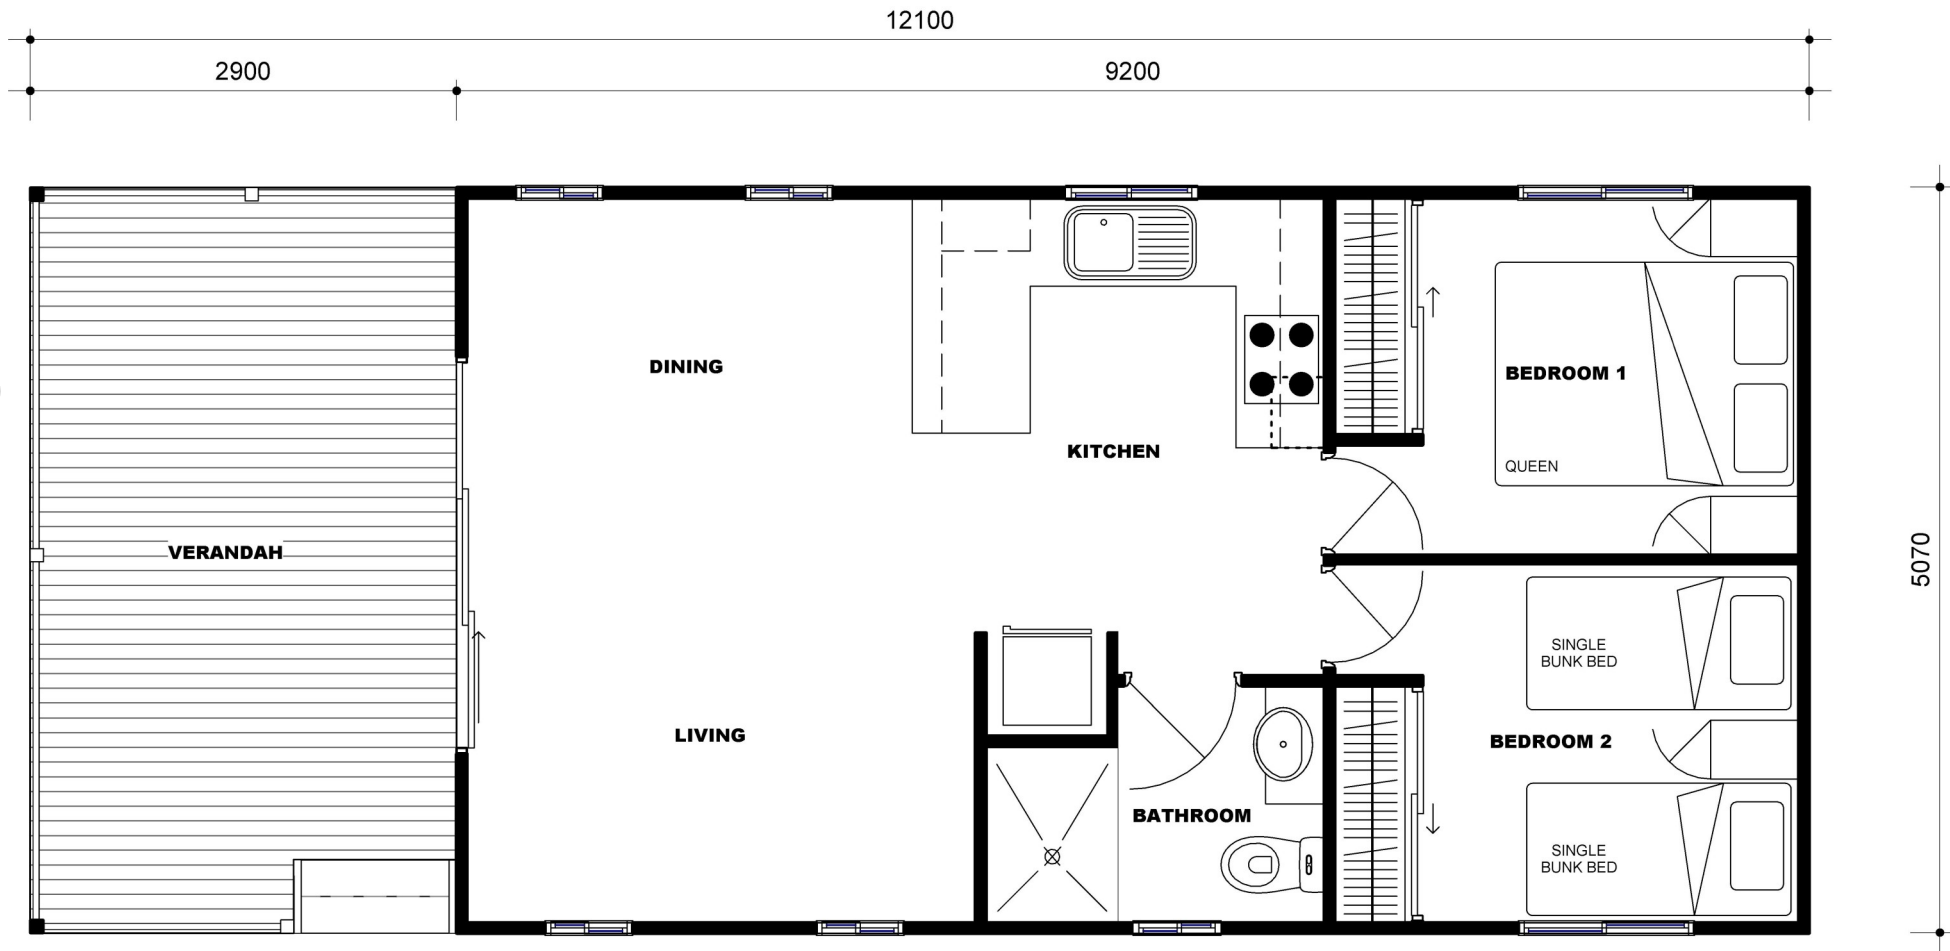 12100
2900
9200
DINING
BEDROOM 1
KITCHEN
QUEEN
VERANDAH
5070
SINGLE
BUNK BED
LIVING
BEDROOM 2
BATHROOM
SINGLE
BUNK BED